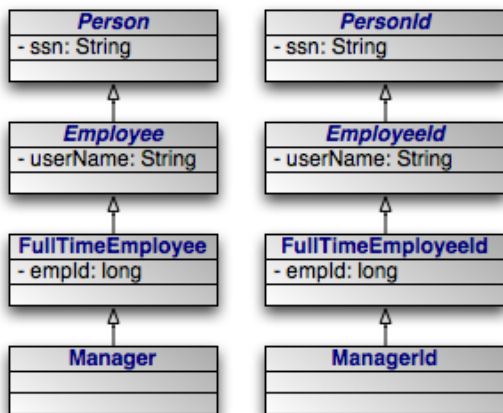 Person
- ssn: String
PersonId
- ssn: String
Employee
- userName: String
EmployeeId
- userName: String
FullTimeEmployee
- empId: long
FullTimeEmployeeId
- empId: long
Manager
ManagerId